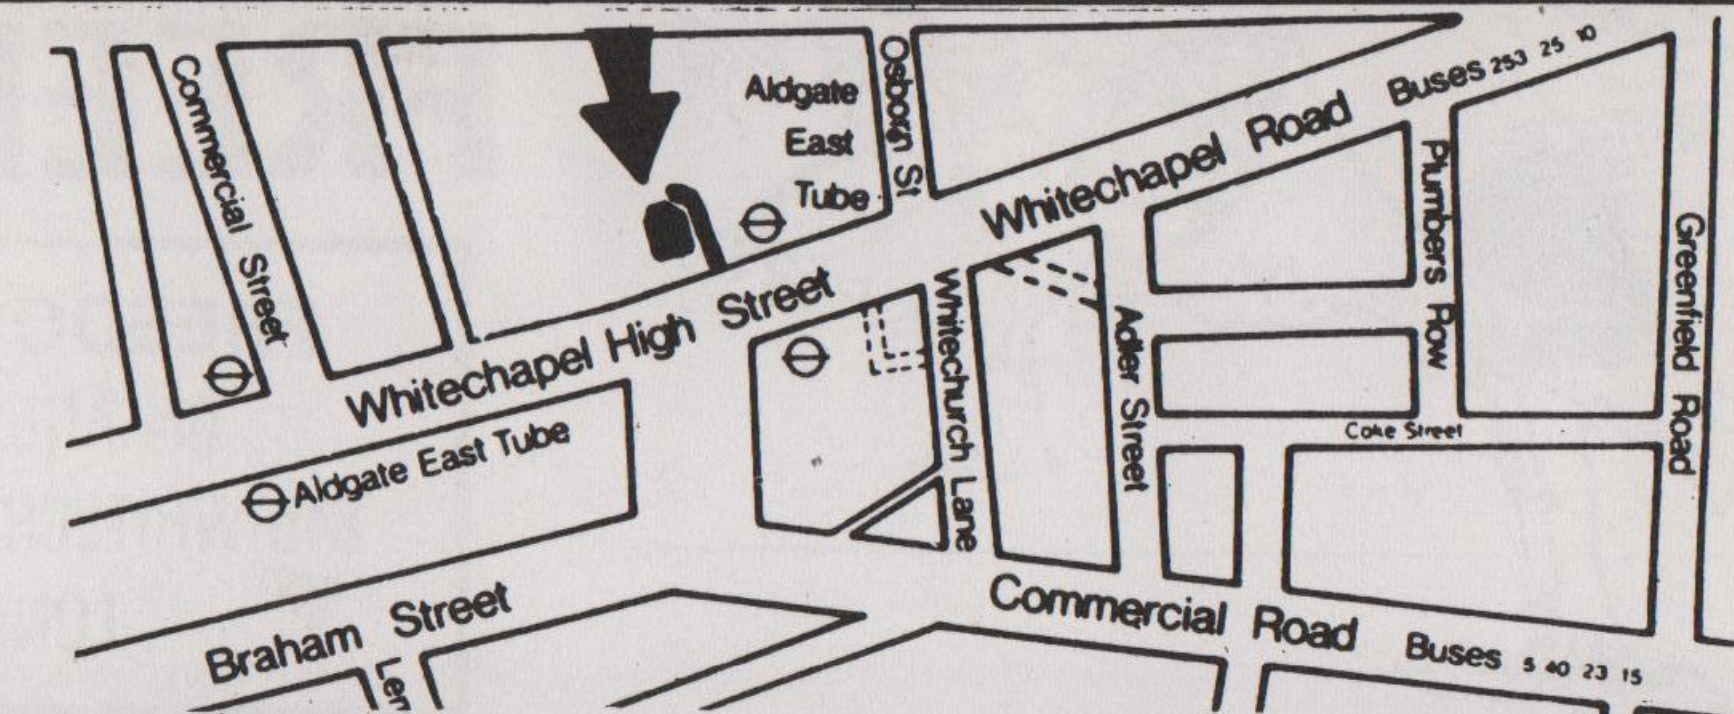 Commercial Street
Aldgate
East
Tube
Osborn St
Whitechapel Road
Buses 253 25 10
Plumbers Row
Greenfield Road
Whitechapel High Street
Whitechurch Lane
Adler Street
Coke Street
Aldgate East Tube
Braham Street
Lem
Commercial Road
Buses 5 40 23 15